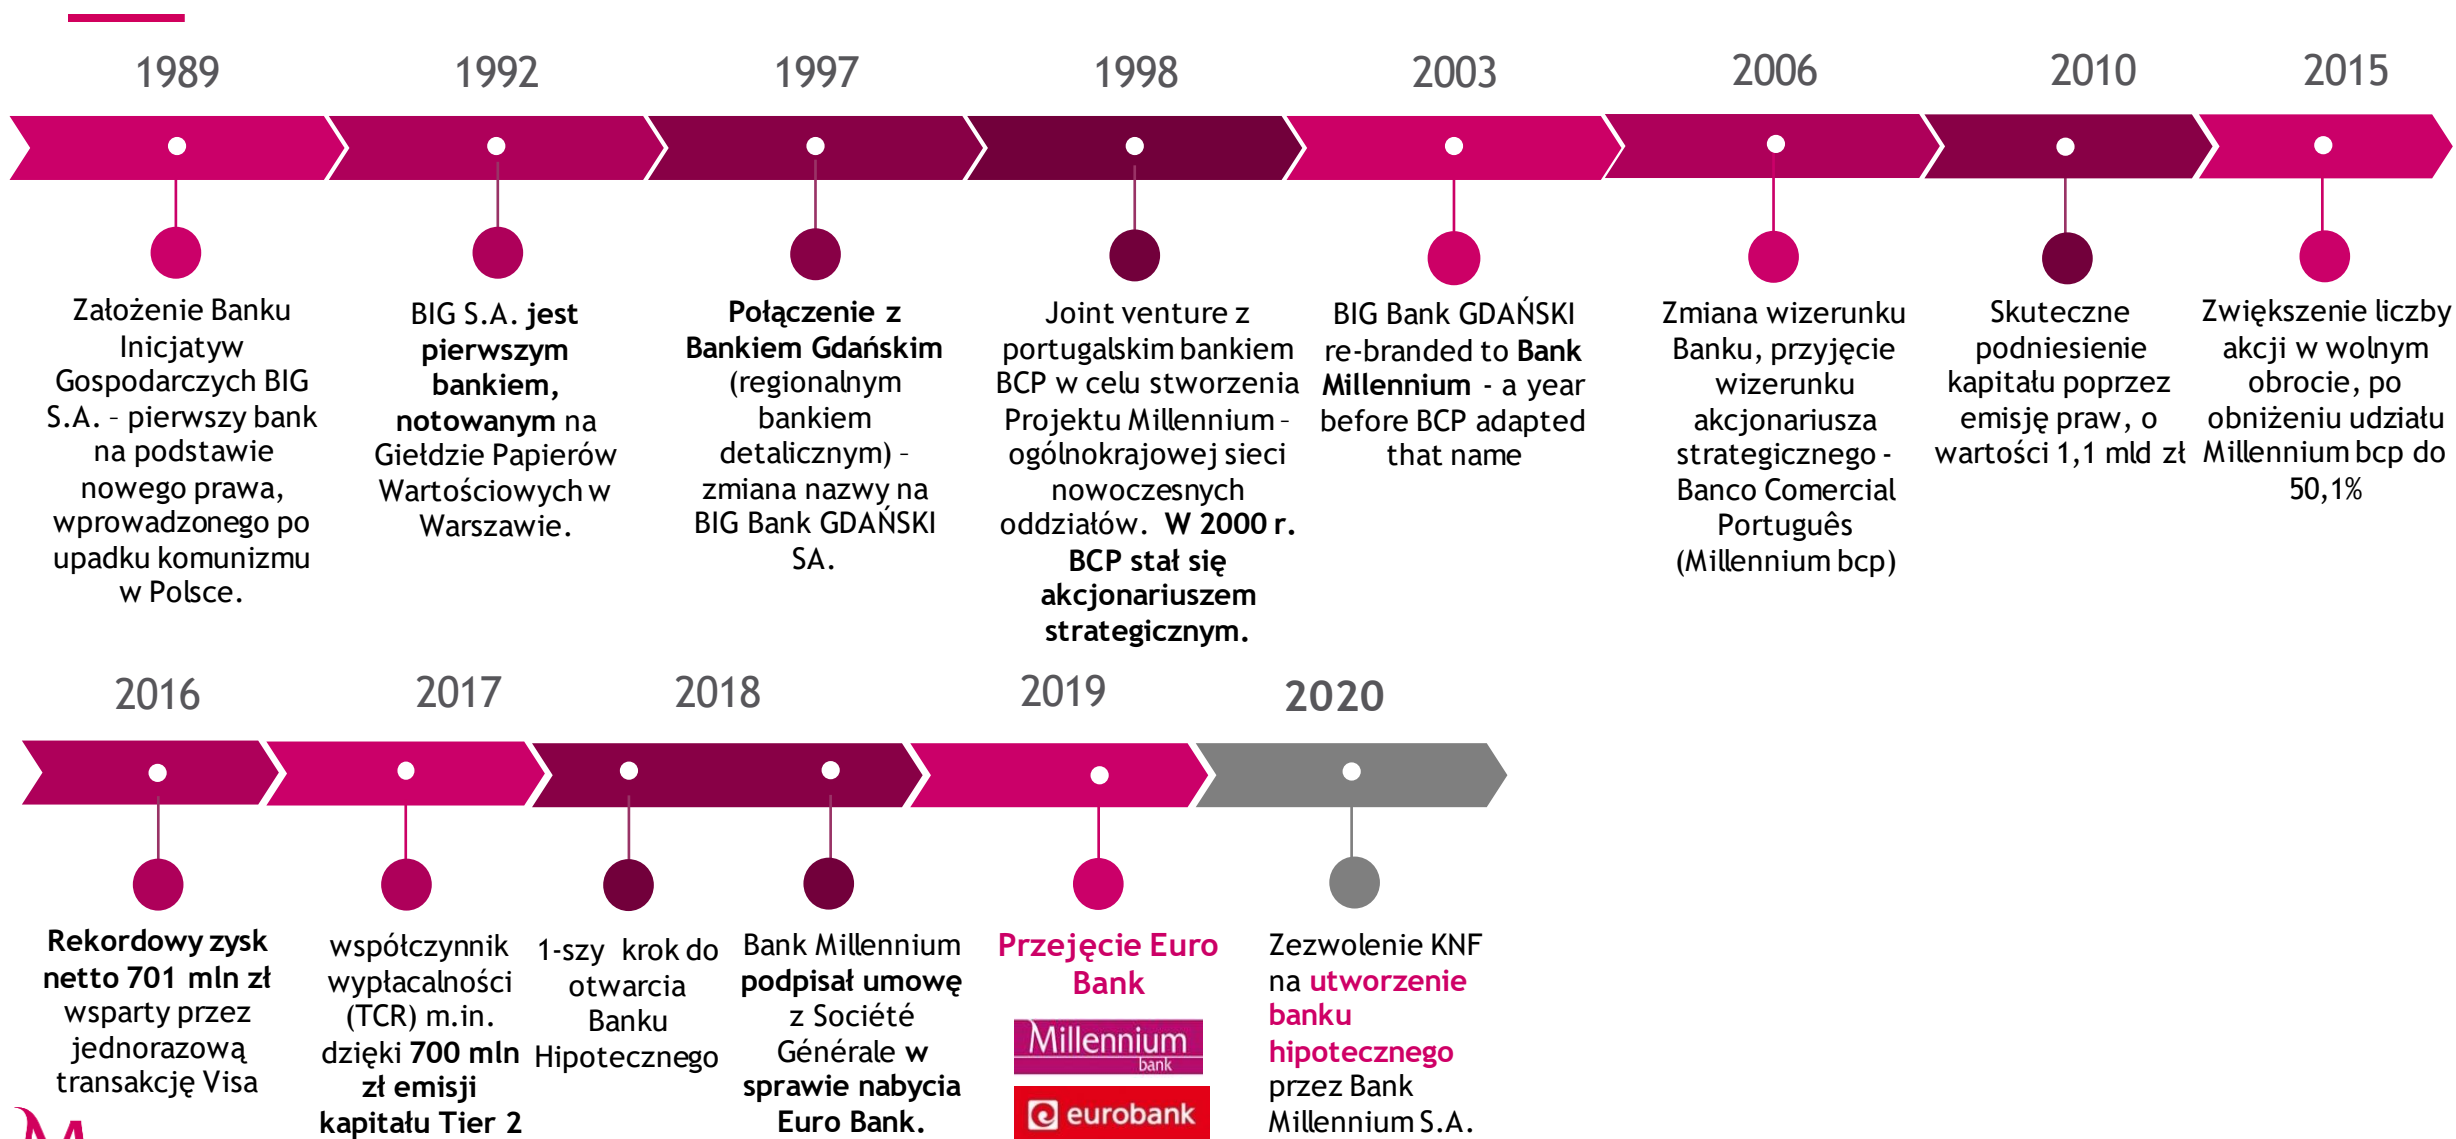 1989
1992
1997
1998
2003
2006
2010
2015
Założenie Banku
Inicjatyw
Gospodarczych BIG
S.A. – pierwszy bank
na podstawie
nowego prawa,
wprowadzonego po
upadku komunizmu
w Polsce.
BIG S.A. jest
pierwszym
bankiem,
notowanym na
Giełdzie Papierów
Wartościowych w
Warszawie.
Połączenie z
Bankiem Gdańskim
(regionalnym
bankiem
detalicznym) –
zmiana nazwy na
BIG Bank GDAŃSKI
SA.
Joint venture z
portugalskim bankiem
BCP w celu stworzenia
Projektu Millennium –
ogólnokrajowej sieci
nowoczesnych
oddziałów. W 2000 r.
BCP stał się
akcjonariuszem
strategicznym.
BIG Bank GDAŃSKI
re-branded to Bank
Millennium - a year
before BCP adapted
that name
Zmiana wizerunku
Banku, przyjęcie
wizerunku
akcjonariusza
strategicznego -
Banco Comercial
Português
(Millennium bcp)
Skuteczne
podniesienie
kapitału poprzez
emisję praw, o
wartości 1,1 mld zł
Zwiększenie liczby
akcji w wolnym
obrocie, po
obniżeniu udziału
Millennium bcp do
50,1%
2016
2017
2018
2019
2020
Rekordowy zysk
netto 701 mln zł
wsparty przez
jednorazową
transakcję Visa
współczynnik
wypłacalności
(TCR) m.in.
dzięki 700 mln
zł emisji
kapitału Tier 2
1-szy krok do
otwarcia
Banku
Hipotecznego
Bank Millennium
podpisał umowę
z Société
Générale w
sprawie nabycia
Euro Bank.
Przejęcie Euro
Bank
Millennium
bank
eurobank
Zezwolenie KNF
na utworzenie
banku
hipotecznego
przez Bank
Millennium S.A.